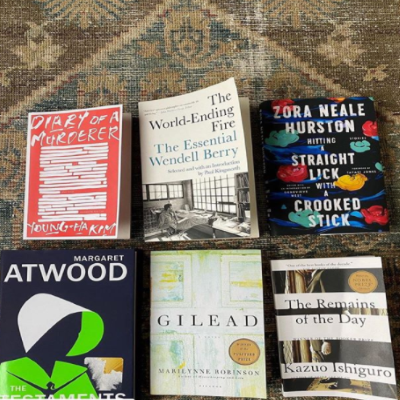 DIARY OF A
MURDERER
YOUNG-HA KIM
The
World-Ending
Fire
The Essential
Wendell Berry
Selected and with an Introduction
by Paul Kingsnorth
ZORA NEALE
HURSTON
HITTING
A
STRAIGHT
LICK
WITH
A
CROOKED
STICK
STORIES
MARGARET
ATWOOD
THE
TESTAMENTS
GILEAD
MARILYNNE ROBINSON
The Remains
of the Day
Kazuo Ishiguro